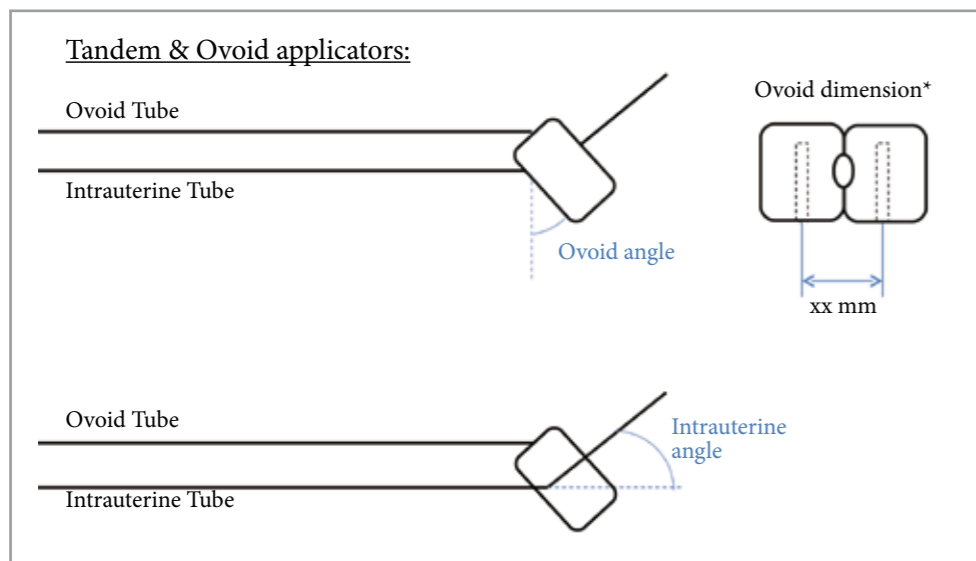 Tandem & Ovoid applicators:
Ovoid Tube
Intrauterine Tube
Ovoid angle
Ovoid dimension*
xx mm
Ovoid Tube
Intrauterine Tube
Intrauterine
angle